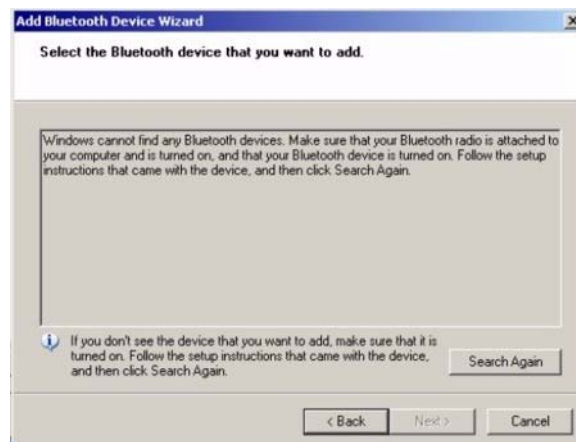 Add Bluetooth Device Wizard
Select the Bluetooth device that you want to add.
Windows cannot find any Bluetooth devices. Make sure that your Bluetooth radio is attached to
your computer and is turned on, and that your Bluetooth device is turned on. Follow the setup
instructions that came with the device, and then click Search Again.
If you don't see the device that you want to add, make sure that it is
turned on. Follow the setup instructions that came with the device,
and then click Search Again.
Search Again
< Back
Next >
Cancel